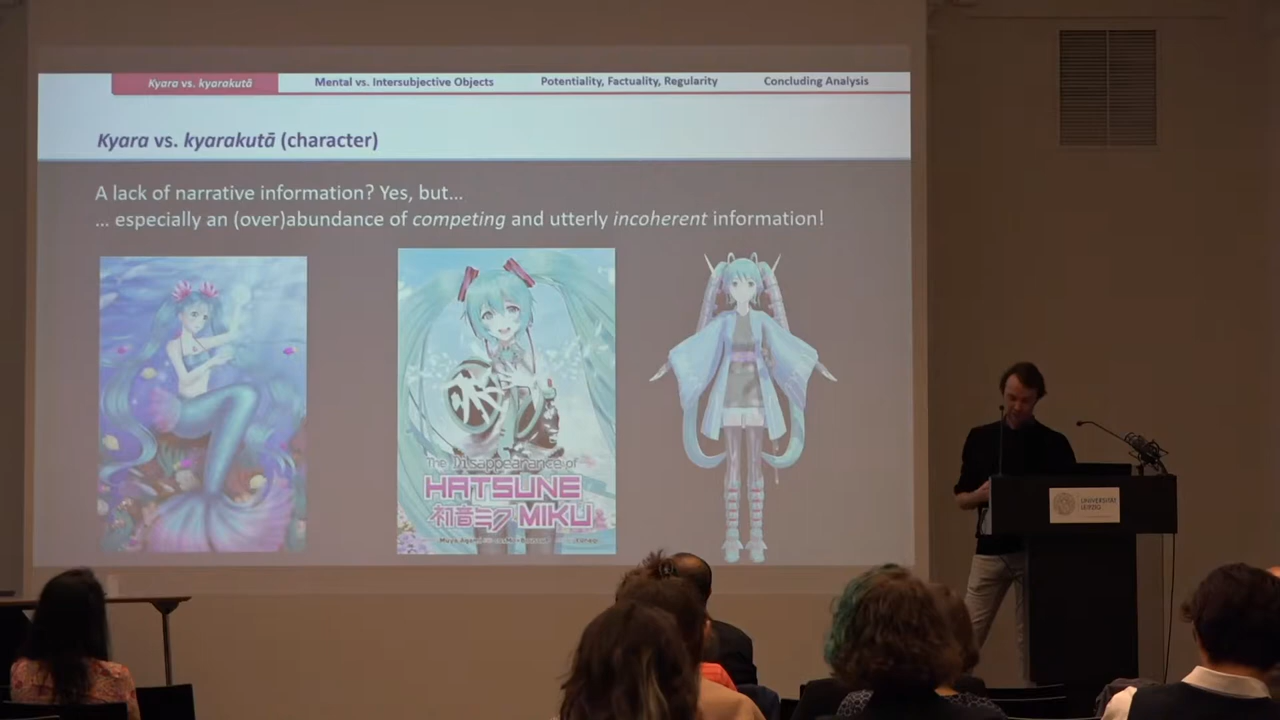 Kyara vs. kyarakutā
Mental vs. Intersubjective Objects
Potentiality, Factuality, Regularity
Concluding Analysis
Kyara vs. kyarakutā (character)
A lack of narrative information? Yes, but...
... especially an (over)abundance of competing and utterly incoherent information!
The Disappearance of
HATSUNE
初音ミク MIKU
UNIVERSITÄT
LEIPZIG